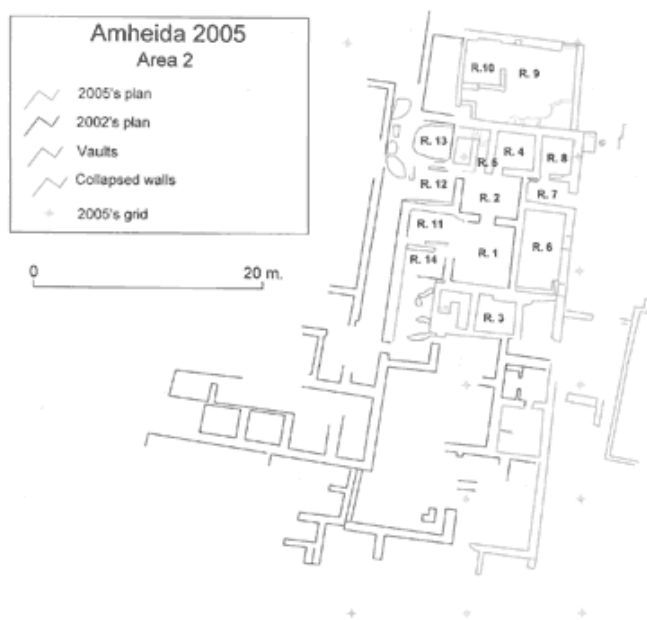 Amheida 2005
Area 2
2005's plan
2002's plan
Vaults
Collapsed walls
2005's grid
0 20 m.
R.10 R. 9
R. 13 R. 5 R. 4 R. 8
R. 12 R. 2 R. 7
R. 11 R. 1 R. 6
R. 14
R. 3